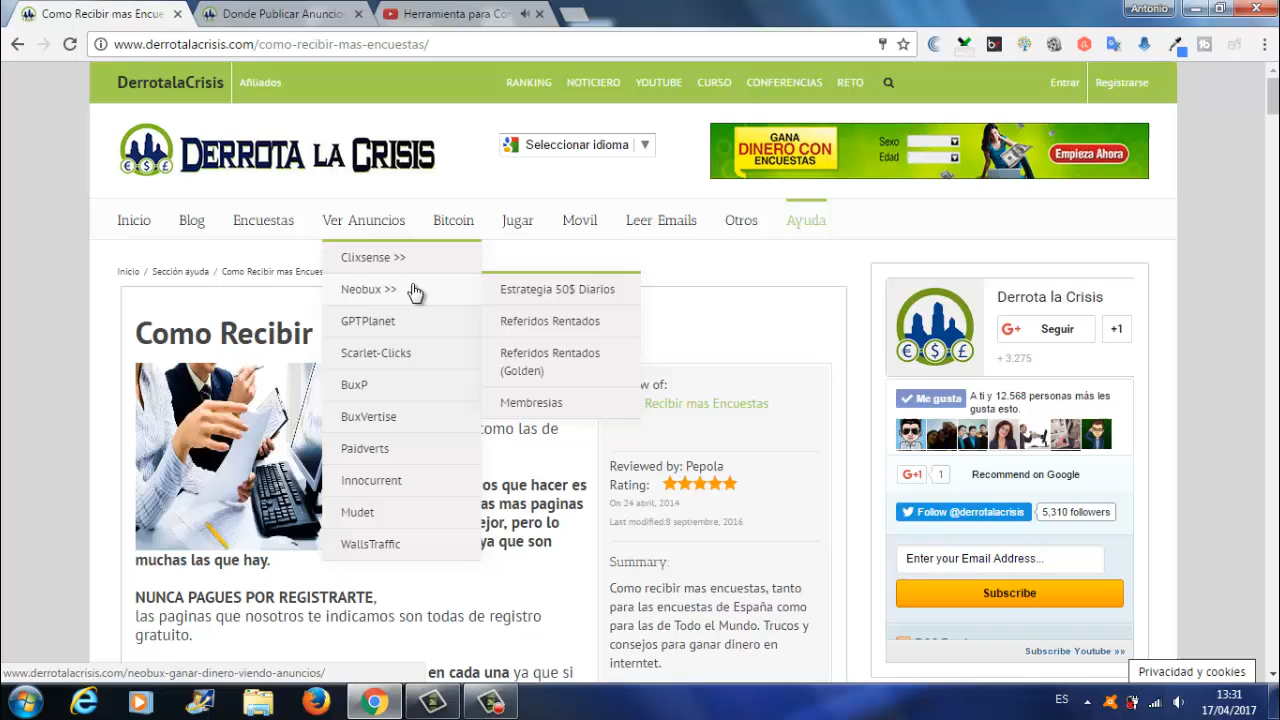 Como Recibir mas Encue
Donde Publicar Anuncio
Herramienta para Co
Antonio
www.derrotalacrisis.com/como-recibir-mas-encuestas/
DerrotalaCrisis
Afiliados
RANKING
NOTICIERO
YOUTUBE
CURSO
CONFERENCIAS
RETO
Entrar
Registrarse
€ $ £
DERROTA LA CRISIS
Seleccionar idioma
GANA
DINERO CON
ENCUESTAS
Sexo
Edad
Empieza Ahora
Inicio
Blog
Encuestas
Ver Anuncios
Bitcoin
Jugar
Movil
Leer Emails
Otros
Ayuda
Clixsense >>
Neobux >>
GPTPlanet
Scarlet-Clicks
BuxP
BuxVertise
Paidverts
Innocurrent
Mudet
WallsTraffic
Estrategia 50$ Diarios
Referidos Rentados
Referidos Rentados
(Golden)
Membresias
Inicio / Sección ayuda / Como Recibir mas Encues
Como Recibir
como las de
os que hacer es
as mas paginas
ejor, pero lo
ya que son
muchas las que hay.
NUNCA PAGUES POR REGISTRARTE,
las paginas que nosotros te indicamos son todas de registro
gratuito.
en cada una ya que si
w of:
Recibir mas Encuestas
Reviewed by: Pepola
Rating:
On 24 abril, 2014
Last modified:8 septiembre, 2016
Summary:
Como recibir mas encuestas, tanto
para las encuestas de España como
para las de Todo el Mundo. Trucos y
consejos para ganar dinero en
internet.
€ $ £
Derrota la Crisis
G+ Seguir
+1
+ 3.275
Me gusta
A ti y 12.568 personas más les
gusta esto.
G+1
1
Recommend on Google
Follow @derrotalacrisis
5,310 followers
Enter your Email Address...
Subscribe
Subscribe Youtube »»
Privacidad y cookies
www.derrotalacrisis.com/neobux-ganar-dinero-viendo-anuncios/
ES
13:31
17/04/2017